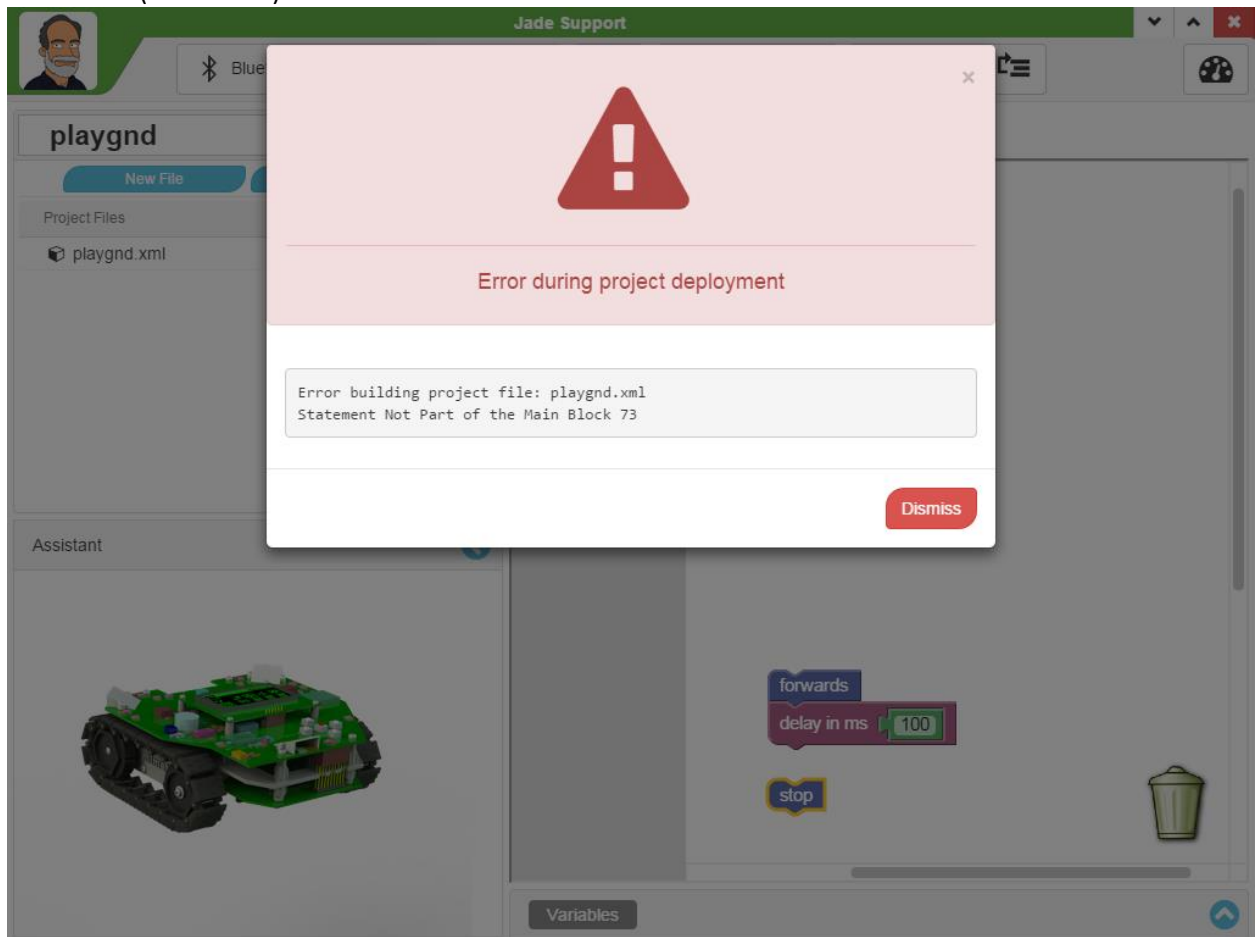 Jade Support
Blue
playgnd
New File
Project Files
playgnd.xml
Error during project deployment
Error building project file: playgnd.xml
Statement Not Part of the Main Block 73
Dismiss
Assistant
forwards
delay in ms 100
stop
Variables